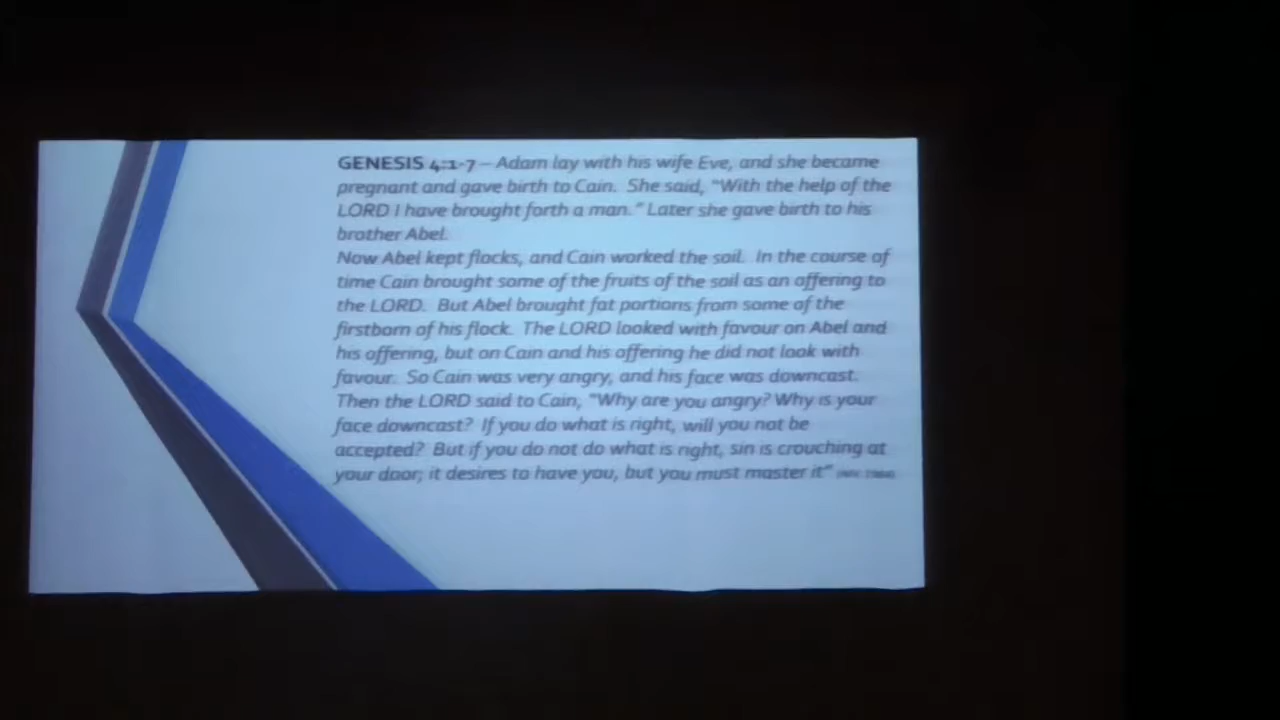 GENESIS 4:1-7 – Adam lay with his wife Eve, and she became
pregnant and gave birth to Cain. She said, "With the help of the
LORD I have brought forth a man." Later she gave birth to his
brother Abel.
Now Abel kept flocks, and Cain worked the soil. In the course of
time Cain brought some of the fruits of the soil as an offering to
the LORD. But Abel brought fat portions from some of the
firstborn of his flock. The LORD looked with favour on Abel and
his offering, but on Cain and his offering he did not look with
favour. So Cain was very angry, and his face was downcast.
Then the LORD said to Cain, "Why are you angry? Why is your
face downcast? If you do what is right, will you not be
accepted? But if you do not do what is right, sin is crouching at
your door; it desires to have you, but you must master it"